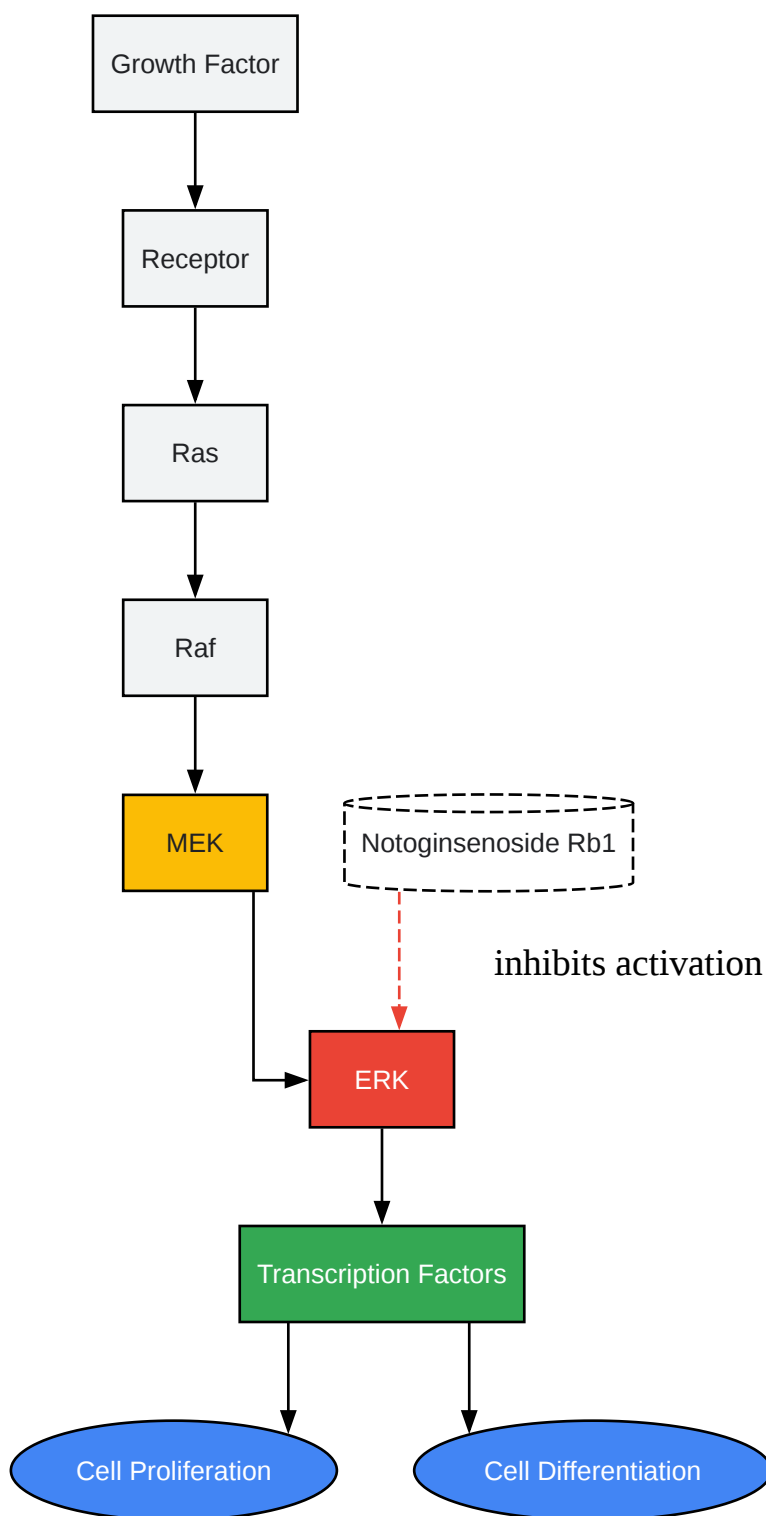 Growth Factor
Receptor
Ras
Raf
MEK
Notoginsenoside Rb1
inhibits activation
ERK
Transcription Factors
Cell Proliferation
Cell Differentiation